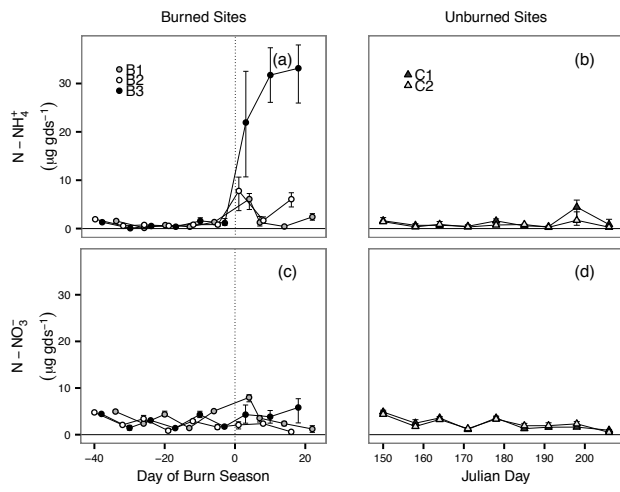 Burned Sites
Unburned Sites
N − NH₄⁺
(µg gds⁻¹)
30
20
10
0
(a)
B1
B2
B3
(b)
C1
C2
N − NO₃⁻
(µg gds⁻¹)
30
20
10
0
(c)
(d)
−40 −20 0 20
150 160 170 180 190 200
Day of Burn Season
Julian Day